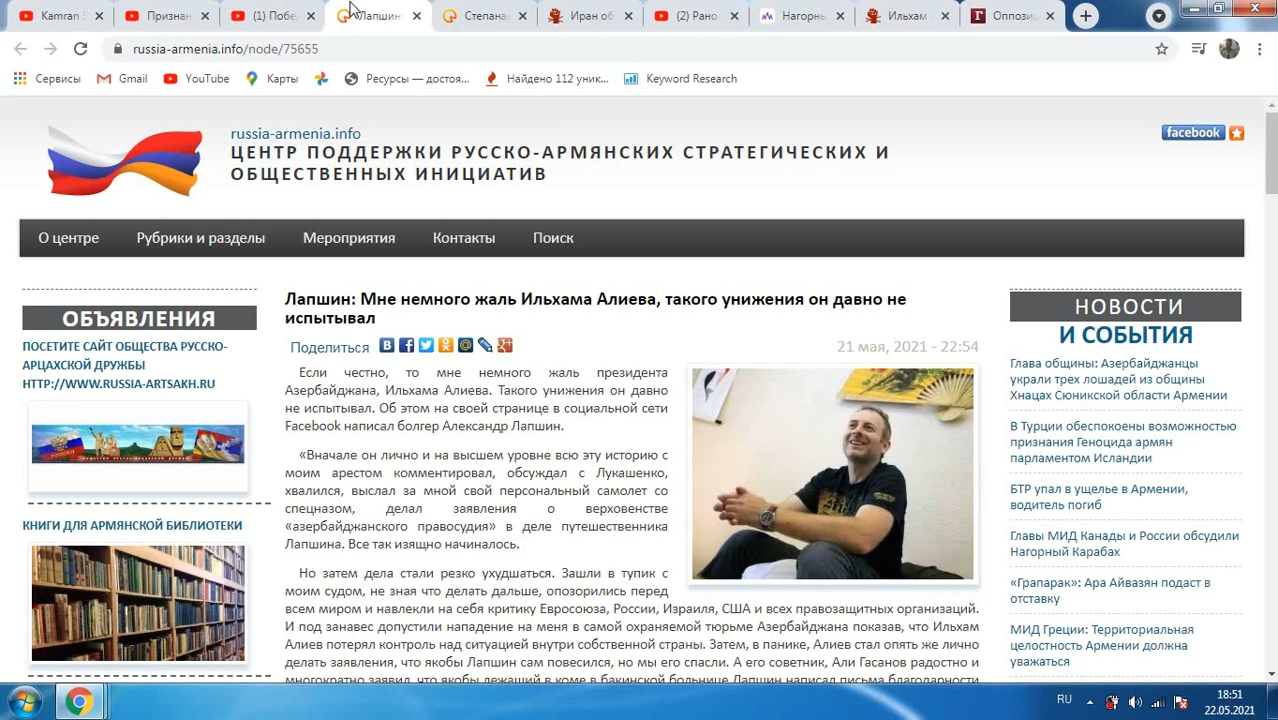 Kamran S
Признан
(1) Побе,
Лапшин:
Степана
Иран об
(2) Рано
Нагорны
Ильхам
Оппози
russia-armenia.info/node/75655
Сервисы
Gmail
YouTube
Карты
Ресурсы — достоя...
Найдено 112 уник...
Keyword Research
russia-armenia.info
ЦЕНТР ПОДДЕРЖКИ РУССКО-АРМЯНСКИХ СТРАТЕГИЧЕСКИХ И
ОБЩЕСТВЕННЫХ ИНИЦИАТИВ
facebook
О центре
Рубрики и разделы
Мероприятия
Контакты
Поиск
ОБЪЯВЛЕНИЯ
ПОСЕТИТЕ САЙТ ОБЩЕСТВА РУССКО-
АРЦАХСКОЙ ДРУЖБЫ
HTTP://WWW.RUSSIA-ARTSAKH.RU
КНИГИ ДЛЯ АРМЯНСКОЙ БИБЛИОТЕКИ
Лапшин: Мне немного жаль Ильхама Алиева, такого унижения он давно не
испытывал
Поделиться
21 мая, 2021 - 22:54
Если честно, то мне немного жаль президента
Азербайджана, Ильхама Алиева. Такого унижения он давно
не испытывал. Об этом на своей странице в социальной сети
Facebook написал болгер Александр Лапшин.
«Вначале он лично и на высшем уровне всю эту историю с
моим арестом комментировал, обсуждал с Лукашенко,
хвалился, выслал за мной свой персональный самолет со
спецназом, делал заявления о верховенстве
«азербайджанского правосудия» в деле путешественника
Лапшина. Все так изящно начиналось.
Но затем дела стали резко ухудшаться. Зашли в тупик с
моим судом, не зная что делать дальше, опозорились перед
всем миром и навлекли на себя критику Евросоюза, России, Израиля, США и всех правозащитных организаций.
И под занавес допустили нападение на меня в самой охраняемой тюрьме Азербайджана показав, что Ильхам
Алиев потерял контроль над ситуацией внутри собственной страны. Затем, в панике, Алиев стал опять же лично
делать заявления, что якобы Лапшин сам повесился, но мы его спасли. А его советник, Али Гасанов радостно и
многократно заявил, что якобы лежащий в коме в бакинской больнице Лапшин написал письма благодарности
НОВОСТИ
И СОБЫТИЯ
Глава общины: Азербайджанцы
украли трех лошадей из общины
Хнацах Сюникской области Армении
В Турции обеспокоены возможностью
признания Геноцида армян
парламентом Исландии
БТР упал в ущелье в Армении,
водитель погиб
Главы МИД Канады и России обсудили
Нагорный Карабах
«Грапарак»: Ара Айвазян подаст в
отставку
МИД Греции: Территориальная
целостность Армении должна
уважаться
RU
18:51
22.05.2021